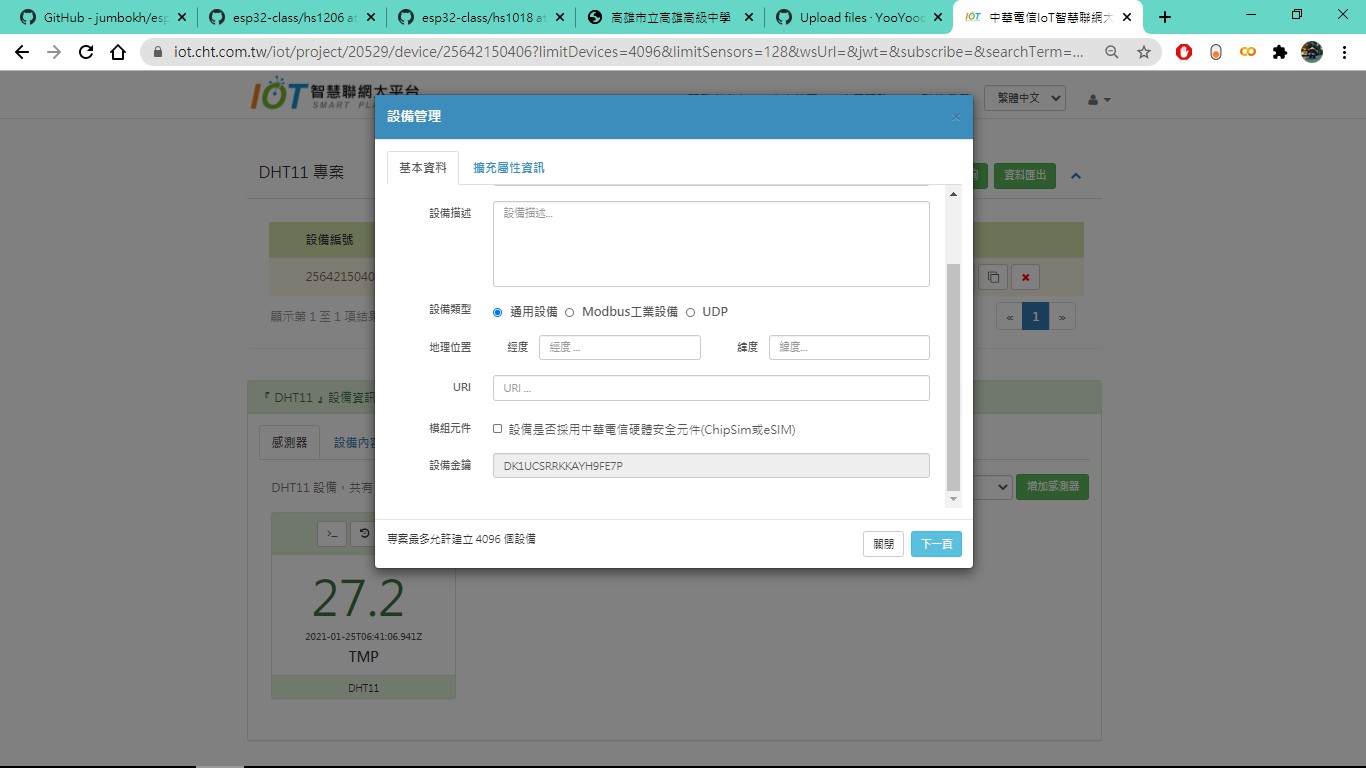 GitHub - jumbokh/esp
esp32-class/hs1206 at
esp32-class/hs1018 at
高雄市立高雄高級中學
Upload files · YooYooc
中華電信IoT智慧聯網大
iot.cht.com.tw/iot/project/20529/device/25642150406?limitDevices=4096&limitSensors=128&wsUrl=&jwt=&subscribe=&searchTerm=...
IOT 智慧聯網大平台
SMART PLA
繁體中文
設備管理
×
基本資料
擴充屬性資訊
DHT11 專案
資料匯出
設備描述
設備描述...
設備編號
2564215040
顯示第 1 至 1 項結果
« 1 »
設備類型
通用設備
Modbus工業設備
UDP
地理位置
經度
經度 ...
緯度
緯度...
URI
URI ...
『 DHT11 』設備資訊
模組元件
設備是否採用中華電信硬體安全元件(ChipSim或eSIM)
感測器
設備內容
設備金鑰
DK1UCSRRKKAYH9FE7P
DHT11 設備，共有
增加感測器
專案最多允許建立 4096 個設備
關閉
下一頁
27.2
2021-01-25T06:41:06.941Z
TMP
DHT11